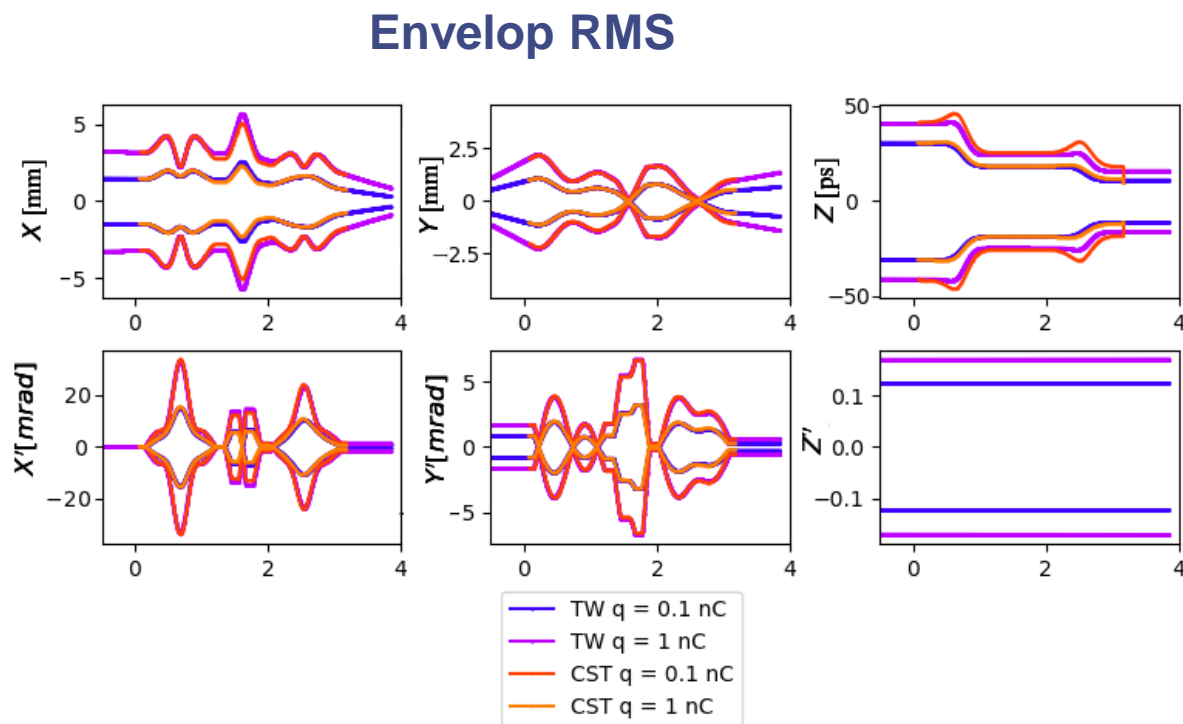 Envelop RMS
5
0
−5
X [mm]
0 2 4
2.5
0.0
−2.5
Y [mm]
0 2 4
50
0
−50
Z [ps]
0 2 4
20
0
−20
X'[mrad]
0 2 4
5
0
−5
Y'[mrad]
0 2 4
0.1
0.0
−0.1
Z'
0 2 4
TW q = 0.1 nC
TW q = 1 nC
CST q = 0.1 nC
CST q = 1 nC